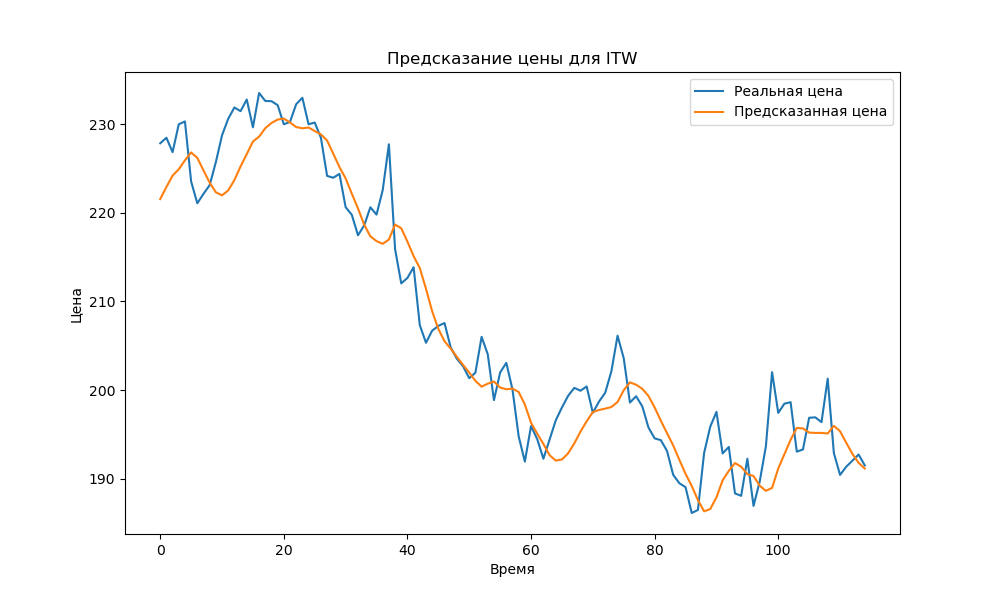 Предсказание цены для ITW
Реальная цена
Предсказанная цена
Цена
230
220
210
200
190
0 20 40 60 80 100
Время